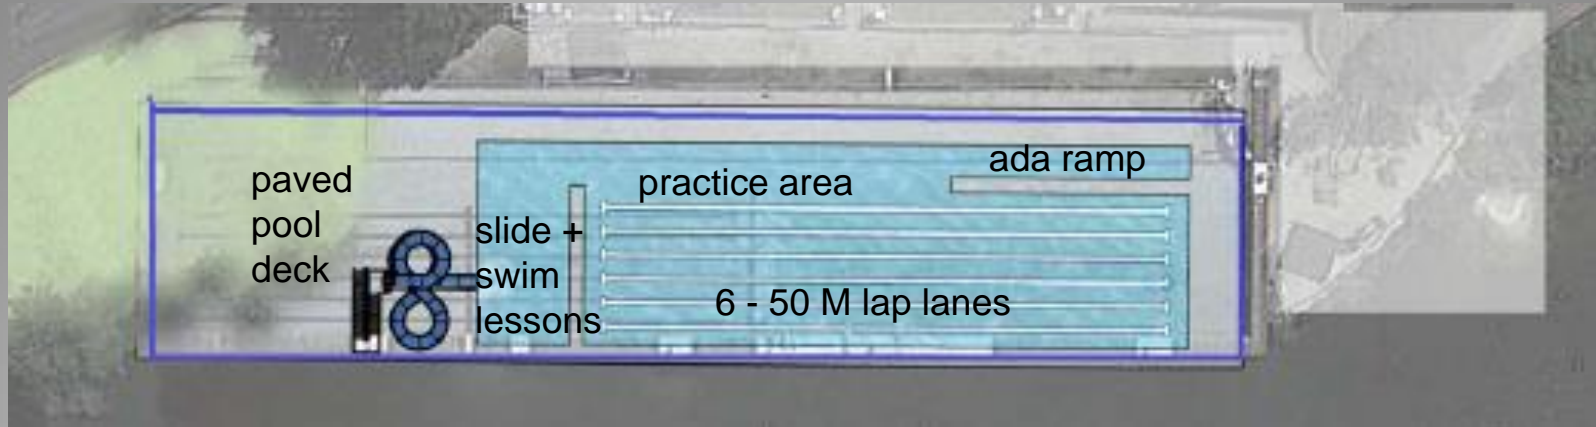 paved
pool
deck
slide +
swim
lessons
practice area
ada ramp
6 - 50 M lap lanes